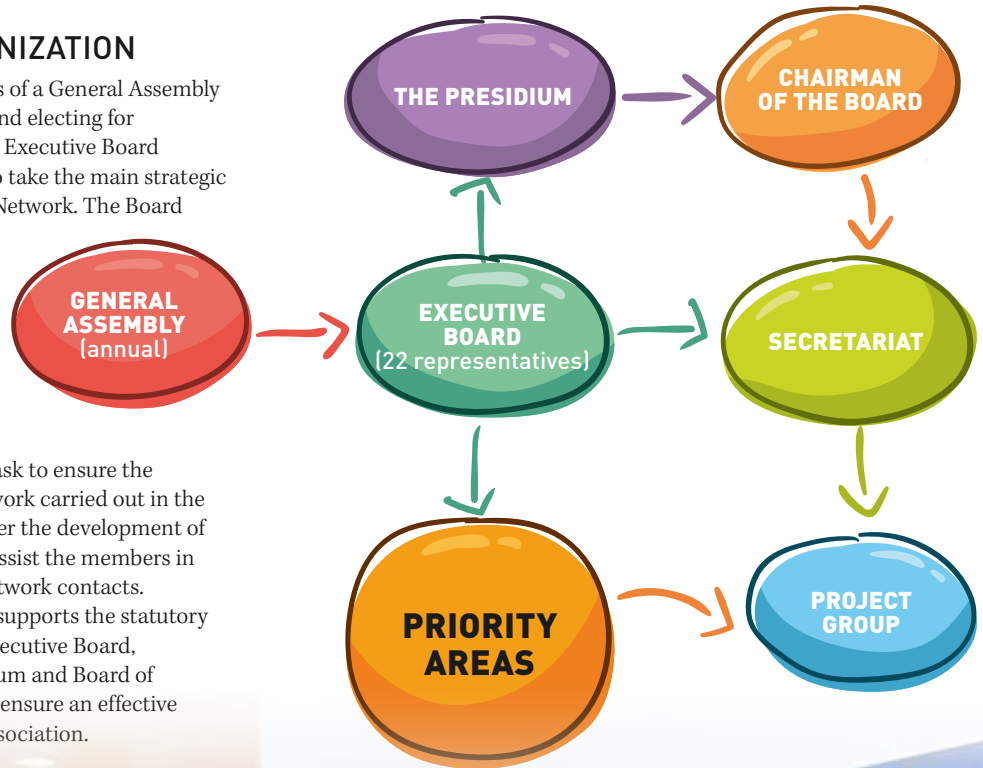 NIZATION
s of a General Assembly
nd electing for
Executive Board
o take the main strategic
Network. The Board
THE PRESIDIUM
CHAIRMAN
OF THE BOARD
GENERAL
ASSEMBLY
(annual)
EXECUTIVE
BOARD
(22 representatives)
SECRETARIAT
ask to ensure the
work carried out in the
er the development of
assist the members in
twork contacts.
supports the statutory
xecutive Board,
um and Board of
ensure an effective
sociation.
PRIORITY
AREAS
PROJECT
GROUP